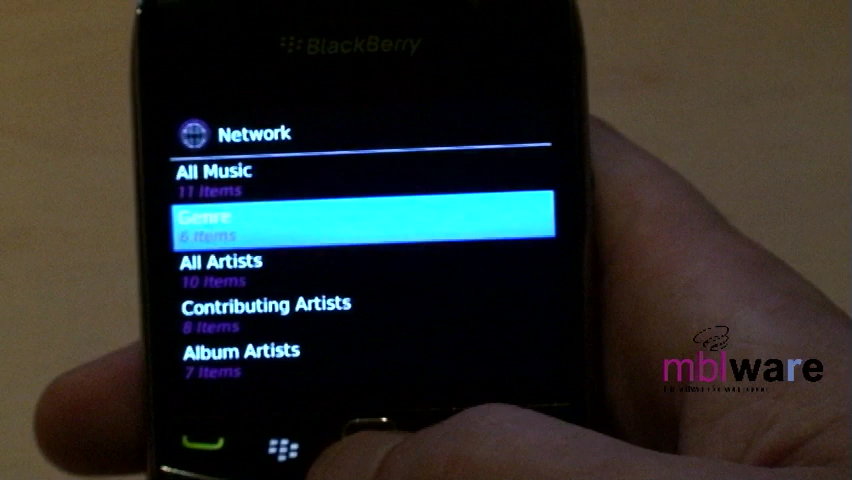 BlackBerry
Network
All Music
11 Items
Genre
6 Items
All Artists
10 Items
Contributing Artists
8 Items
Album Artists
7 Items
mblware